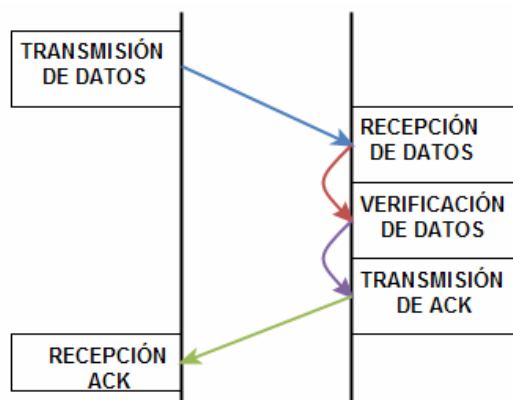 TRANSMISIÓN
DE DATOS
RECEPCIÓN
DE DATOS
VERIFICACIÓN
DE DATOS
TRANSMISIÓN
DE ACK
RECEPCIÓN
ACK